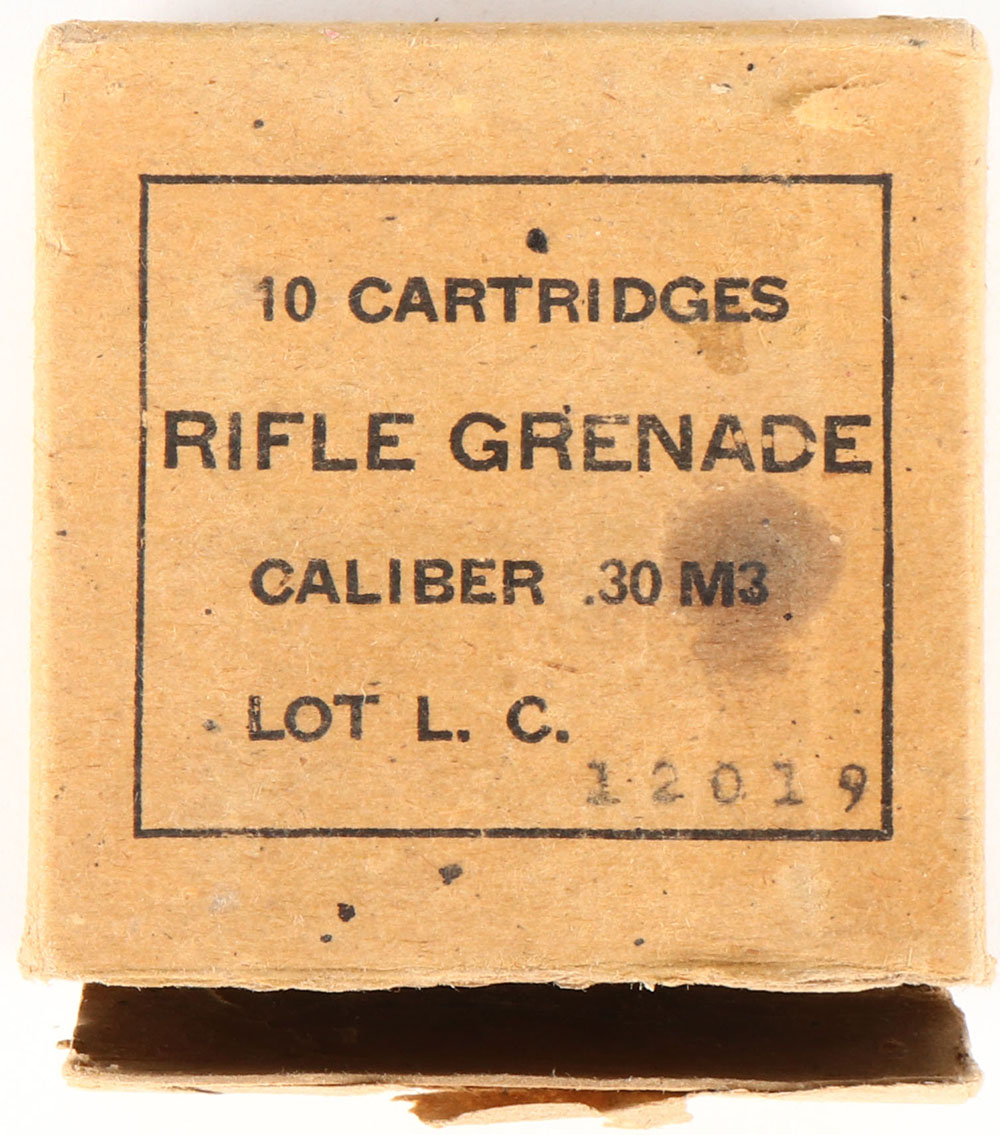 10 CARTRIDGES
RIFLE GRENADE
CALIBER .30 M3
LOT L. C.
12019